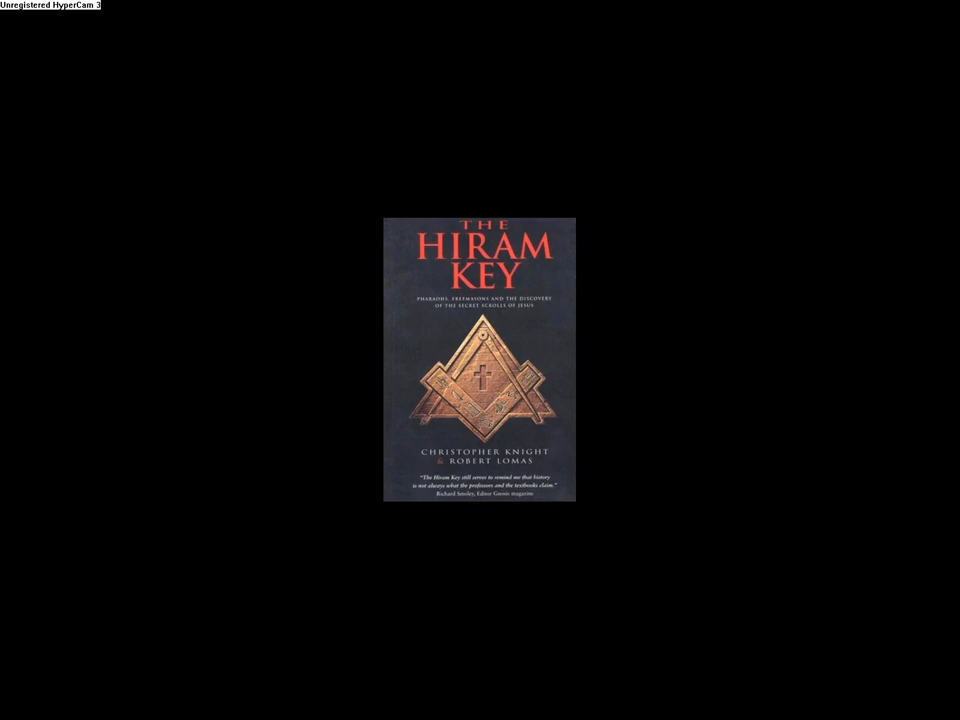 Unregistered HyperCam 3
THE
HIRAM
KEY
PHARAOHS, FREEMASONS AND THE DISCOVERY
OF THE SECRET SCROLLS OF JESUS
CHRISTOPHER KNIGHT
& ROBERT LOMAS
"The Hiram Key still serves to remind me that history
is not always what the professors and the textbooks claim."
Richard Smoley, Editor Gnosis magazine